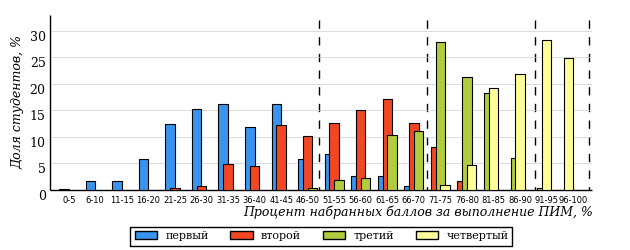 Доля студентов, %
30
25
20
15
10
5
0
0-5 6-10 11-15 16-20 21-25 26-30 31-35 36-40 41-45 46-50 51-55 56-60 61-65 66-70 71-75 76-80 81-85 86-90 91-95 96-100
Процент набранных баллов за выполнение ПИМ, %
первый второй третий четвертый